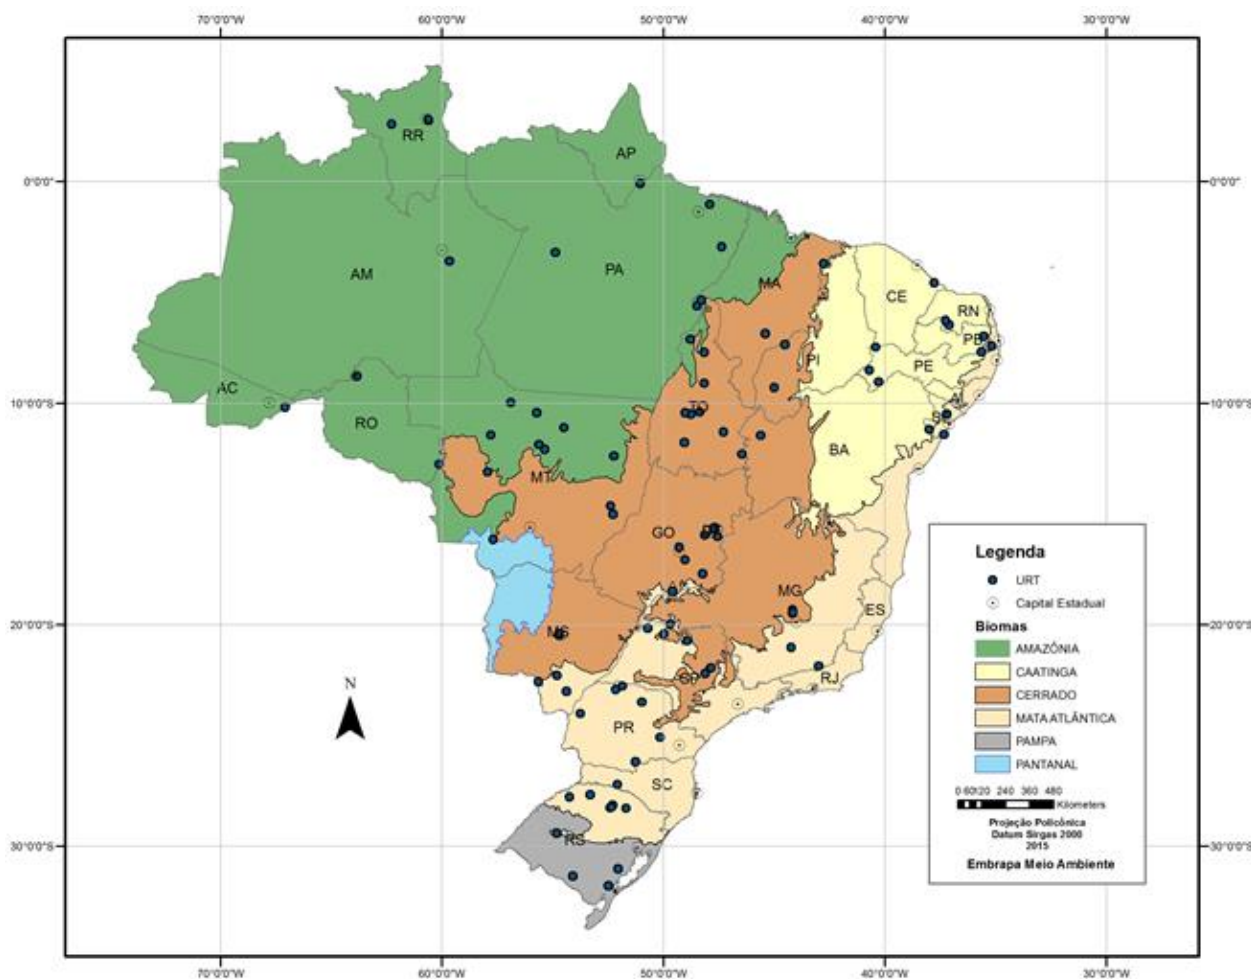 70°0'0"W 60°0'0"W 50°0'0"W 40°0'0"W 30°0'0"W
RR
AP
0°0'0" 0°0'0"
AM
PA
MA
CE
RN
PB
PI
PE
AC
TO
10°0'0"S 10°0'0"S
RO
BA
MT
GO
MG
ES
MS
20°0'0"S 20°0'0"S
SP
RJ
PR
SC
RS
30°0'0"S 30°0'0"S
N
Legenda
URT
Capital Estadual
Biomas
AMAZÔNIA
CAATINGA
CERRADO
MATA ATLÂNTICA
PAMPA
PANTANAL
0 60 120 240 360 480
Kilometers
Projeção Policônica
Datum Sirgas 2000
2015
Embrapa Meio Ambiente
70°0'0"W 60°0'0"W 50°0'0"W 40°0'0"W 30°0'0"W